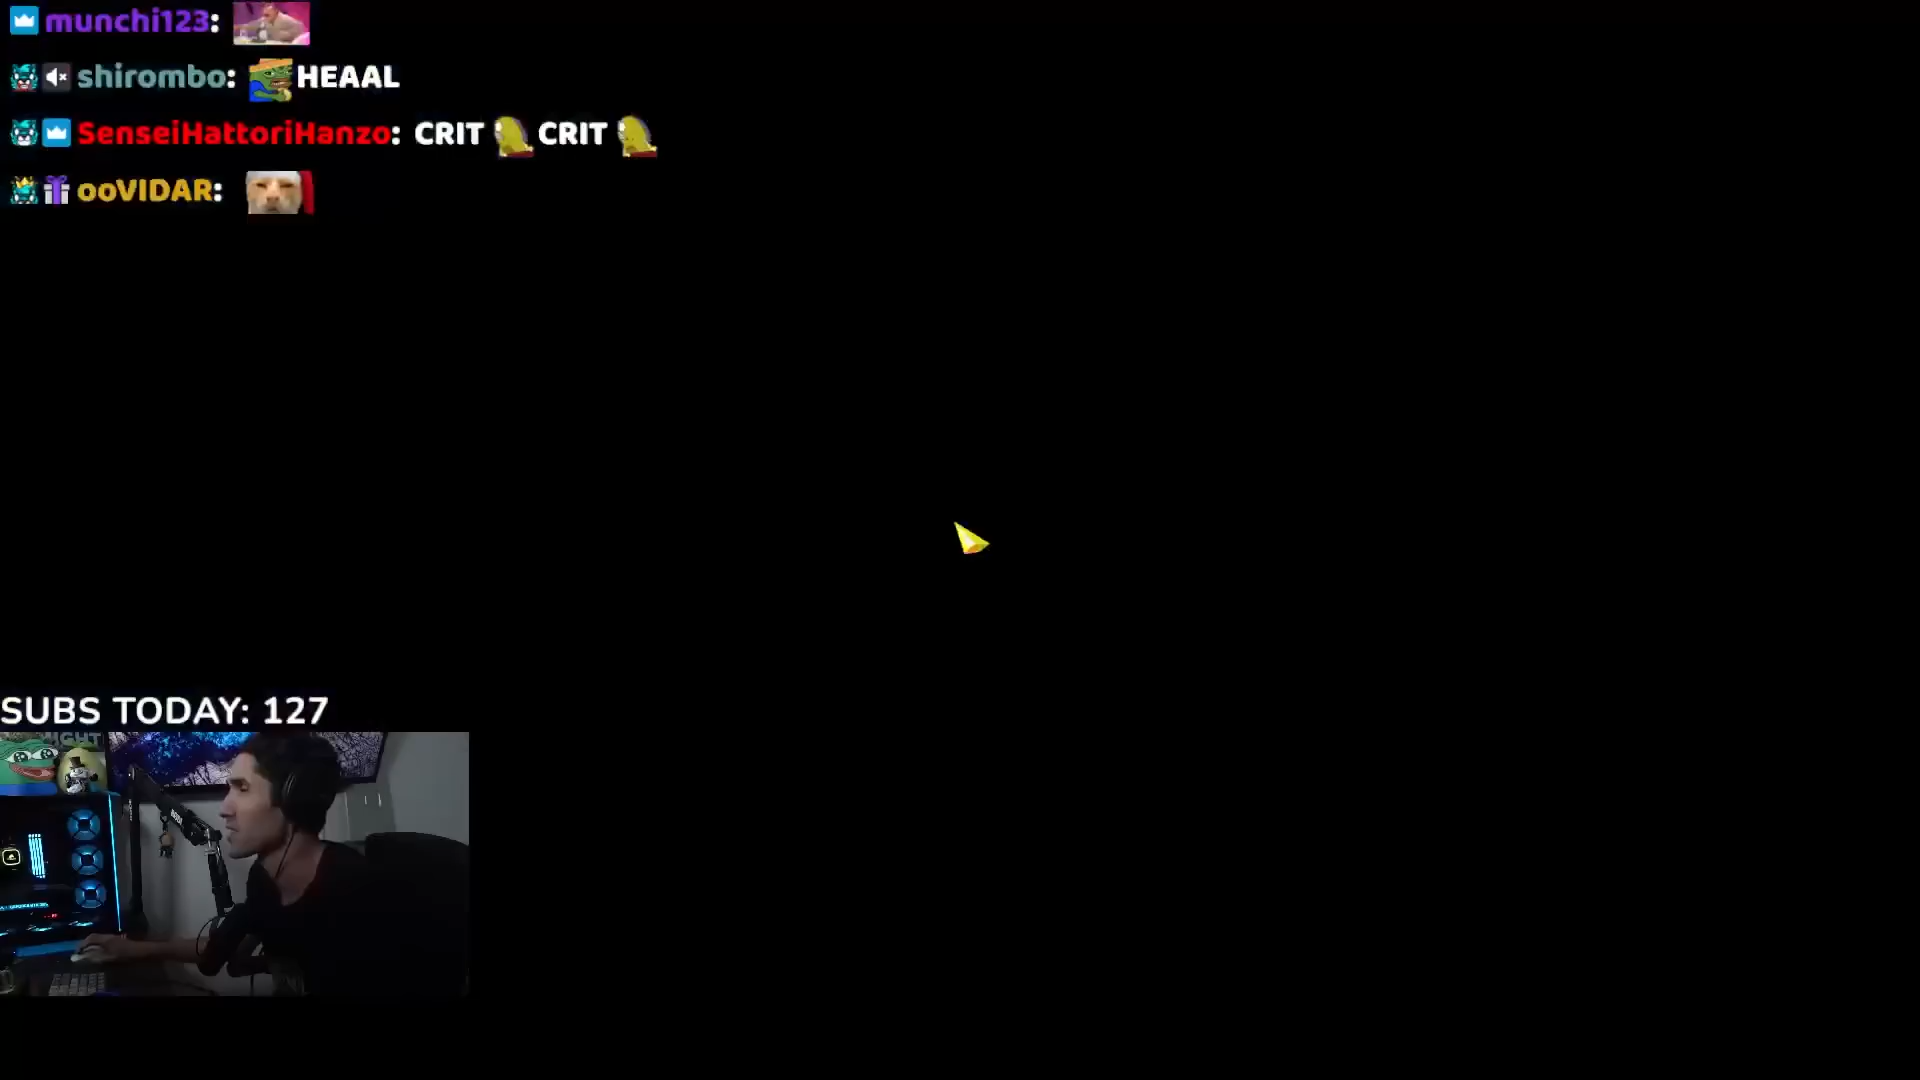 munchi123:
shirombo: HEAAL
SenseiHattoriHanzo: CRIT CRIT
ooVIDAR:
SUBS TODAY: 127